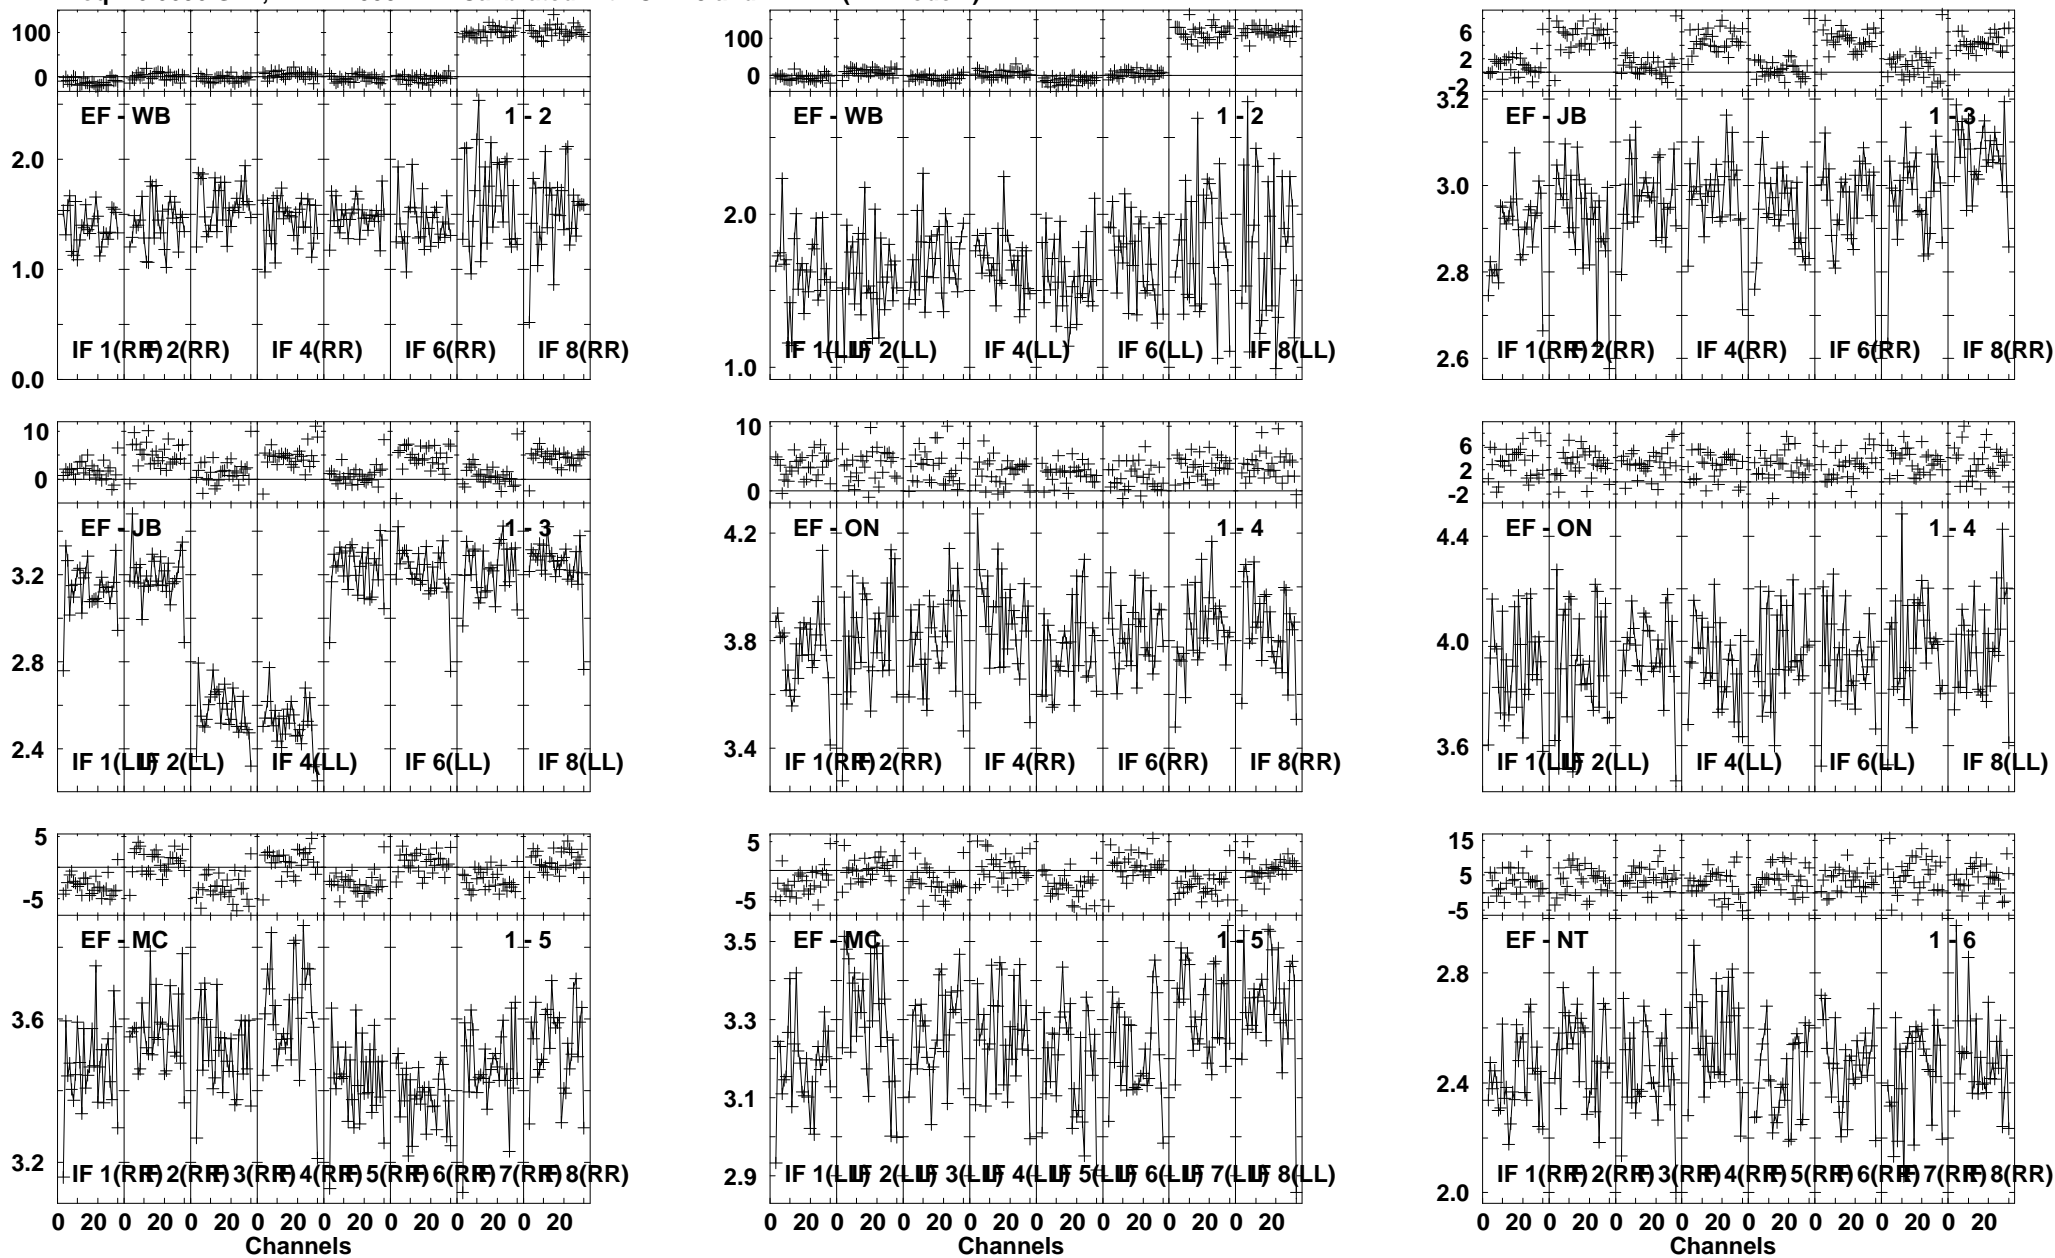 100
0
EF - WB 1 - 2
2.0
1.0
0.0
IF 1(RR) IF 2(RR) IF 4(RR) IF 6(RR) IF 8(RR)
100
0
EF - WB 1 - 2
2.0
1.0
IF 1(LL) IF 2(LL) IF 4(LL) IF 6(LL) IF 8(LL)
6
2
-2
3.2
EF - JB 1 - 3
3.0
2.8
2.6
IF 1(RR) IF 2(RR) IF 4(RR) IF 6(RR) IF 8(RR)
10
0
EF - JB 1 - 3
3.2
2.8
2.4
IF 1(LL) IF 2(LL) IF 4(LL) IF 6(LL) IF 8(LL)
10
0
EF - ON 1 - 4
4.2
3.8
3.4
IF 1(RR) IF 2(RR) IF 4(RR) IF 6(RR) IF 8(RR)
6
2
-2
EF - ON 1 - 4
4.4
4.0
3.6
IF 1(LL) IF 2(LL) IF 4(LL) IF 6(LL) IF 8(LL)
5
-5
EF - MC 1 - 5
3.6
3.2
IF 1(RR) IF 2(RR) IF 3(RR) IF 4(RR) IF 5(RR) IF 6(RR) IF 7(RR) IF 8(RR)
0 20 0 20 0 20 0 20 0 20 0 20 0 20 0 20
Channels
5
-5
EF - MC 1 - 5
3.5
3.3
3.1
2.9
IF 1(LL) IF 2(LL) IF 3(LL) IF 4(LL) IF 5(LL) IF 6(LL) IF 7(LL) IF 8(LL)
0 20 0 20 0 20 0 20 0 20 0 20 0 20 0 20
Channels
15
5
-5
EF - NT 1 - 6
2.8
2.4
2.0
IF 1(RR) IF 2(RR) IF 3(RR) IF 4(RR) IF 5(RR) IF 6(RR) IF 7(RR) IF 8(RR)
0 20 0 20 0 20 0 20 0 20 0 20 0 20 0 20
Channels